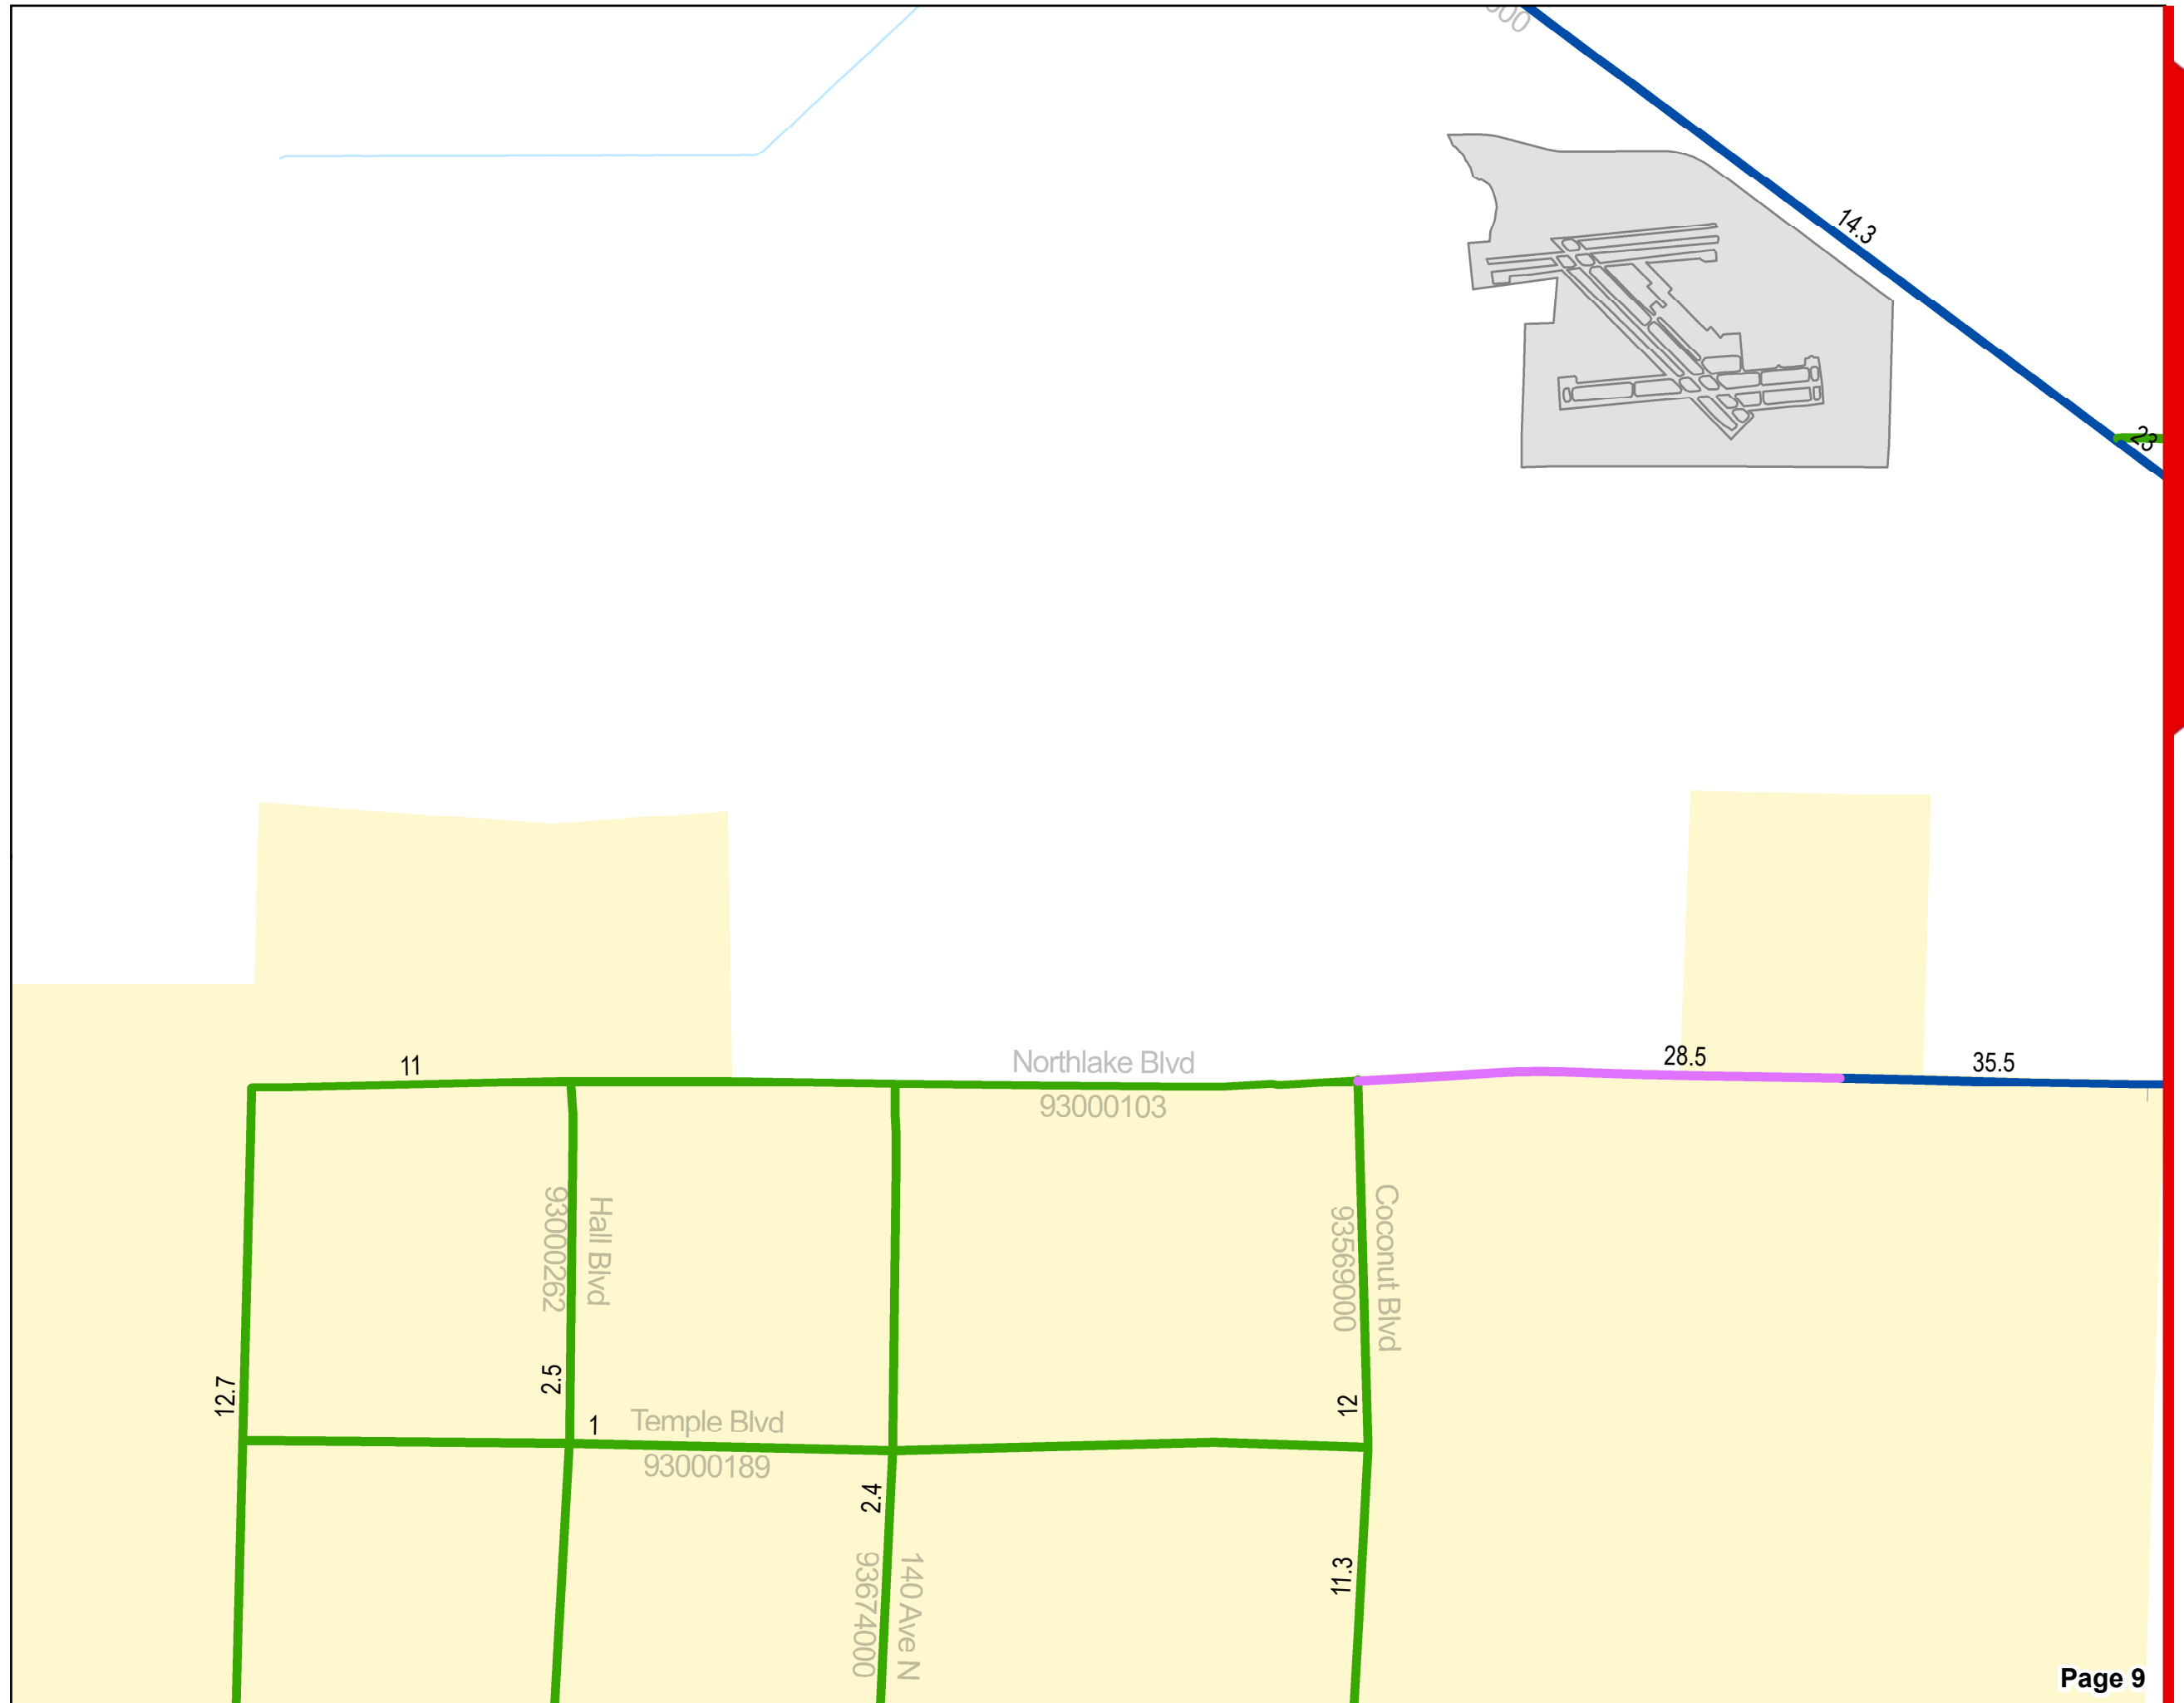 14.3
23
28.5
35.5
11
Northlake Blvd
93000103
Hall Blvd
93000262
Coconut Blvd
93569000
12.7
2.5
12
1
Temple Blvd
93000189
2.4
11.3
140 Ave N
93674000
Page 9